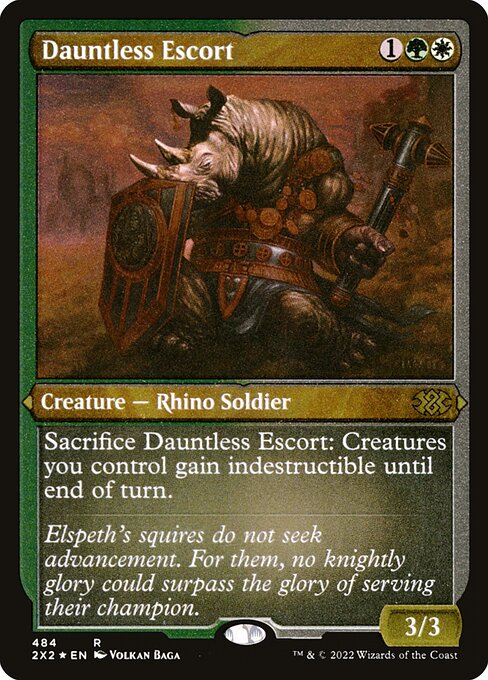 Dauntless Escort 1
Creature — Rhino Soldier
Sacrifice Dauntless Escort: Creatures
you control gain indestructible until
end of turn.
Elspeth's squires do not seek
advancement. For them, no knightly
glory could surpass the glory of serving
their champion.
3/3
484 R
2X2 ★ EN Volkan Baga ™ & © 2022 Wizards of the Coast